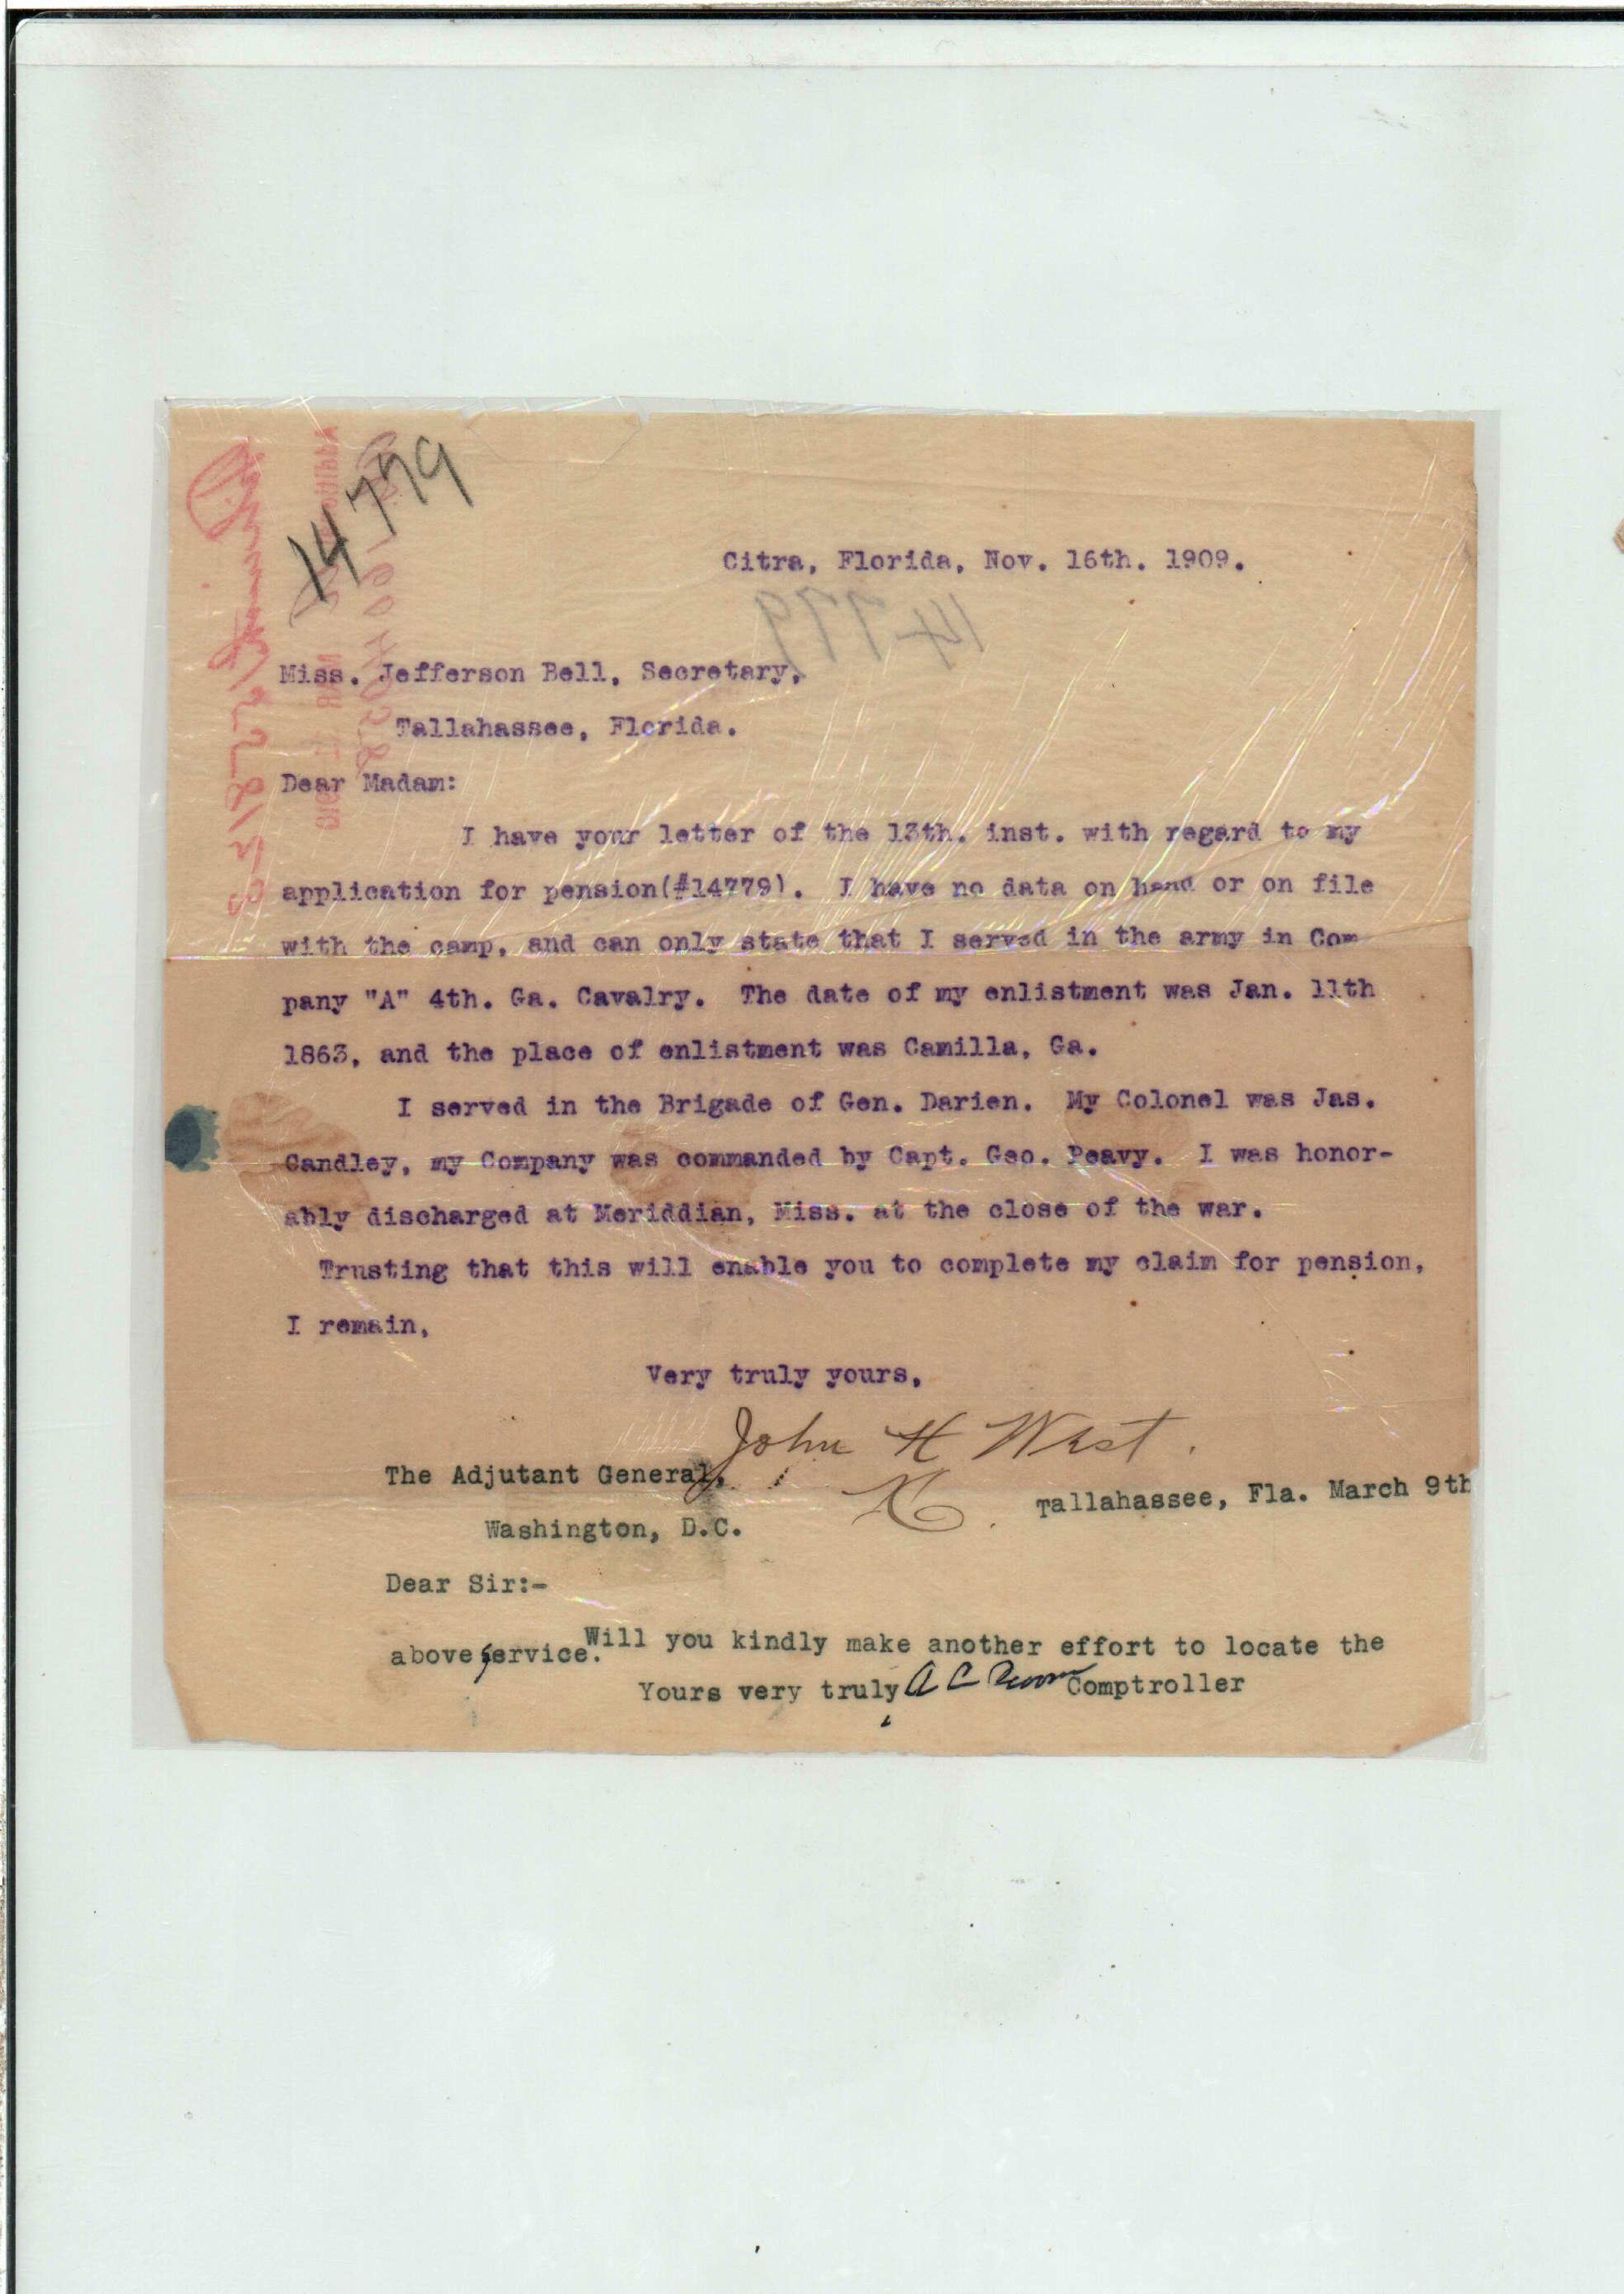 14779
Citra, Florida, Nov. 16th. 1909.
14779
Miss. Jefferson Bell, Secretary,
Tallahassee, Florida.
Dear Madam:
I have your letter of the 13th. inst. with regard to my
application for pension(#14779). I have no data on hand or on file
with the camp, and can only state that I served in the army in Com-
pany "A" 4th. Ga. Cavalry. The date of my enlistment was Jan. 11th
1863, and the place of enlistment was Camilla, Ga.
I served in the Brigade of Gen. Darien. My Colonel was Jas.
Candley, my Company was commanded by Capt. Geo. Peavy. I was honor-
ably discharged at Meriddian, Miss. at the close of the war.
Trusting that this will enable you to complete my claim for pension,
I remain,
Very truly yours,
John H West.
The Adjutant General,
Tallahassee, Fla. March 9th
Washington, D.C.
Dear Sir:-
Will you kindly make another effort to locate the
above service.
Yours very truly A C Comptroller